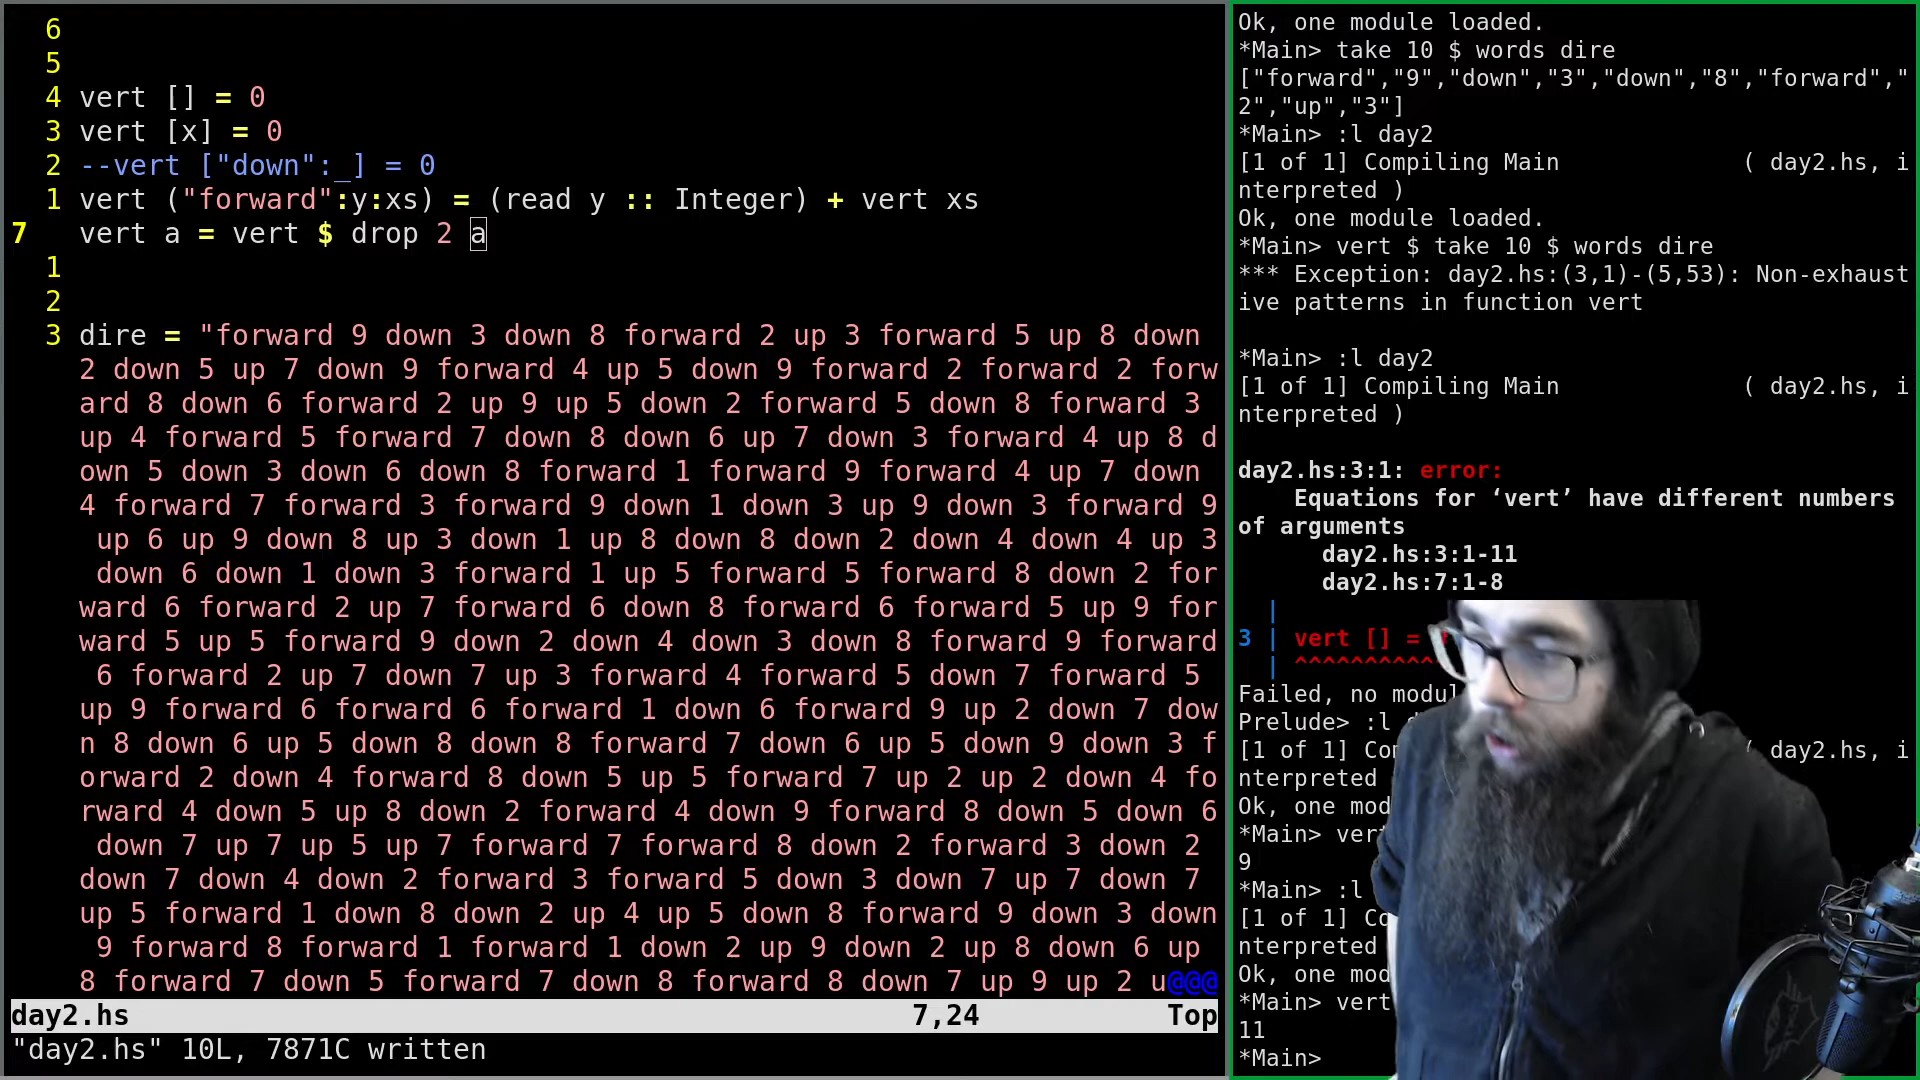 6
5
4 vert [] = 0
3 vert [x] = 0
2 --vert ["down":_] = 0
1 vert ("forward":y:xs) = (read y :: Integer) + vert xs
7 vert a = vert $ drop 2 a
1
2
3 dire = "forward 9 down 3 down 8 forward 2 up 3 forward 5 up 8 down
2 down 5 up 7 down 9 forward 4 up 5 down 9 forward 2 forward 2 forw
ard 8 down 6 forward 2 up 9 up 5 down 2 forward 5 down 8 forward 3
up 4 forward 5 forward 7 down 8 down 6 up 7 down 3 forward 4 up 8 d
own 5 down 3 down 6 down 8 forward 1 forward 9 forward 4 up 7 down
4 forward 7 forward 3 forward 9 down 1 down 3 up 9 down 3 forward 9
up 6 up 9 down 8 up 3 down 1 up 8 down 8 down 2 down 4 down 4 up 3
down 6 down 1 down 3 forward 1 up 5 forward 5 forward 8 down 2 for
ward 6 forward 2 up 7 forward 6 down 8 forward 6 forward 5 up 9 for
ward 5 up 5 forward 9 down 2 down 4 down 3 down 8 forward 9 forward
6 forward 2 up 7 down 7 up 3 forward 4 forward 5 down 7 forward 5
up 9 forward 6 forward 6 forward 1 down 6 forward 9 up 2 down 7 dow
n 8 down 6 up 5 down 8 down 8 forward 7 down 6 up 5 down 9 down 3 f
orward 2 down 4 forward 8 down 5 up 5 forward 7 up 2 up 2 down 4 fo
rward 4 down 5 up 8 down 2 forward 4 down 9 forward 8 down 5 down 6
down 7 up 7 up 5 up 7 forward 7 forward 8 down 2 forward 3 down 2
down 7 down 4 down 2 forward 3 forward 5 down 3 down 7 up 7 down 7
up 5 forward 1 down 8 down 2 up 4 up 5 down 8 forward 9 down 3 down
9 forward 8 forward 1 forward 1 down 2 up 9 down 2 up 8 down 6 up
8 forward 7 down 5 forward 7 down 8 forward 8 down 7 up 9 up 2 u@@@
day2.hs 7,24 Top
"day2.hs" 10L, 7871C written
Ok, one module loaded.
*Main> take 10 $ words dire
["forward","9","down","3","down","8","forward","
2","up","3"]
*Main> :l day2
[1 of 1] Compiling Main ( day2.hs, i
nterpreted )
Ok, one module loaded.
*Main> vert $ take 10 $ words dire
*** Exception: day2.hs:(3,1)-(5,53): Non-exhaust
ive patterns in function vert
*Main> :l day2
[1 of 1] Compiling Main ( day2.hs, i
nterpreted )
day2.hs:3:1: error:
Equations for ‘vert’ have different numbers
of arguments
day2.hs:3:1-11
day2.hs:7:1-8
|
3 | vert [] =
| ^^^^^^^^^^
Failed, no modul
Prelude> :l d
[1 of 1] Com ( day2.hs, i
nterpreted
Ok, one mod
*Main> vert
9
*Main> :l
[1 of 1] Co ( day2.hs, i
nterpreted
Ok, one mod
*Main> vert
11
*Main>